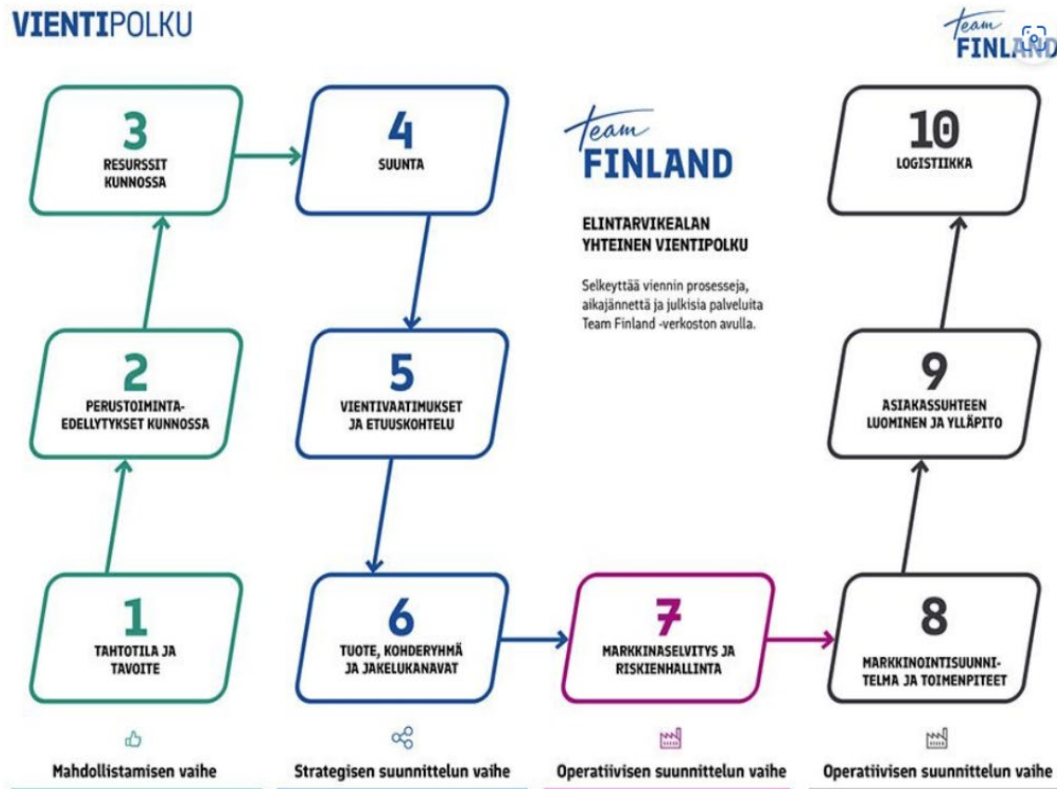 VIENTIPOLKU
Team
FINLAND
3
RESURSSIT
KUNNOSSA
4
SUUNTA
Team
FINLAND
ELINTARVIKEALAN
YHTEINEN VIENTIPOLKU
Selkeyttää viennin prosesseja,
aikajännettä ja julkisia palveluita
Team Finland -verkoston avulla.
10
LOGISTIIKKA
2
PERUSTOIMINTA-
EDELLYTYKSET KUNNOSSA
5
VIENTIVAATIMUKSET
JA ETUUSKOHTELU
9
ASIAKASSUHTEEN
LUOMINEN JA YLLÄPITO
1
TAHTOTILA JA
TAVOITE
6
TUOTE, KOHDERYHMÄ
JA JAKELUKANAVAT
7
MARKKINASELVITYS JA
RISKIENHALLINTA
8
MARKKINOINTISUUNNI-
TELMA JA TOIMENPITEET
Mahdollistamisen vaihe
Strategisen suunnittelun vaihe
Operatiivisen suunnittelun vaihe
Operatiivisen suunnittelun vaihe